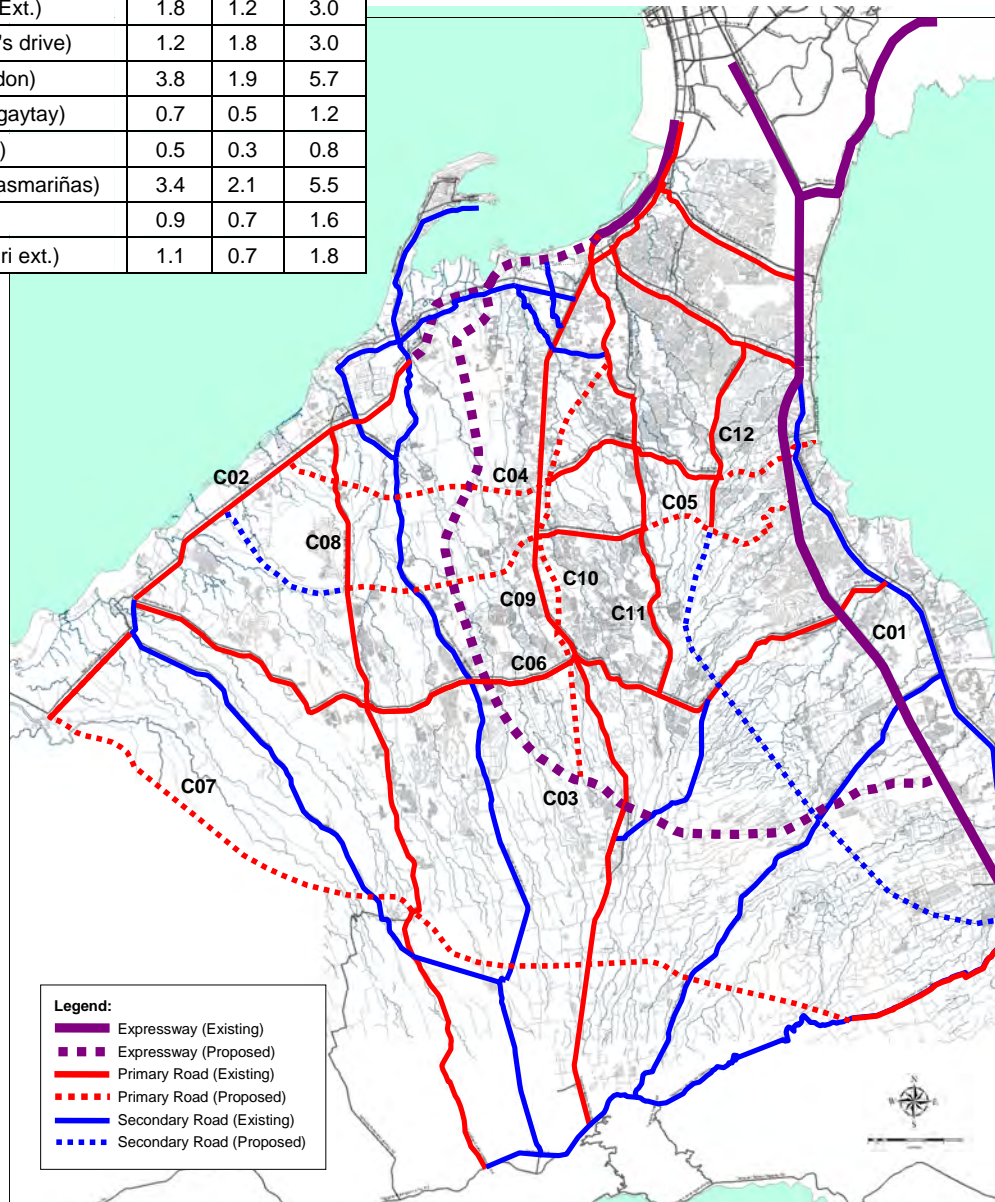 Ext.) 1.8 1.2 3.0
's drive) 1.2 1.8 3.0
don) 3.8 1.9 5.7
gaytay) 0.7 0.5 1.2
) 0.5 0.3 0.8
asmariñas) 3.4 2.1 5.5
0.9 0.7 1.6
ri ext.) 1.1 0.7 1.8
C12
C04
C02
C05
C08
C10
C09
C11
C01
C06
C07
C03
Legend:
Expressway (Existing)
Expressway (Proposed)
Primary Road (Existing)
Primary Road (Proposed)
Secondary Road (Existing)
Secondary Road (Proposed)
N
W E
S